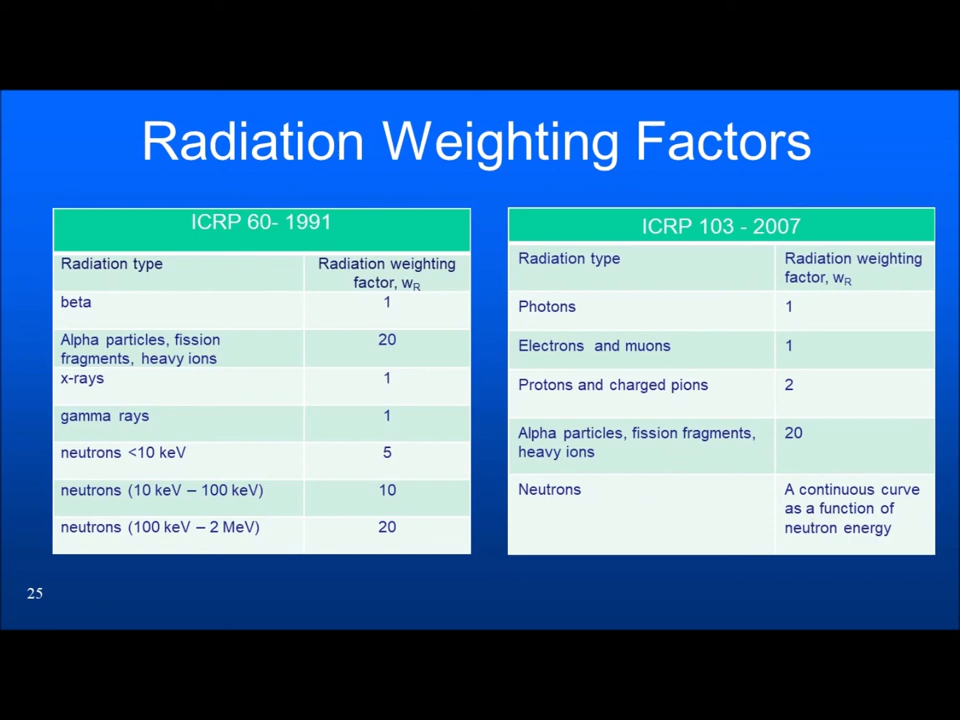 Radiation Weighting Factors
ICRP 60- 1991
Radiation type
Radiation weighting
factor, wR
beta
1
Alpha particles, fission
fragments, heavy ions
20
x-rays
1
gamma rays
1
neutrons <10 keV
5
neutrons (10 keV – 100 keV)
10
neutrons (100 keV – 2 MeV)
20
ICRP 103 - 2007
Radiation type
Radiation weighting
factor, wR
Photons
1
Electrons and muons
1
Protons and charged pions
2
Alpha particles, fission fragments,
heavy ions
20
Neutrons
A continuous curve
as a function of
neutron energy
25